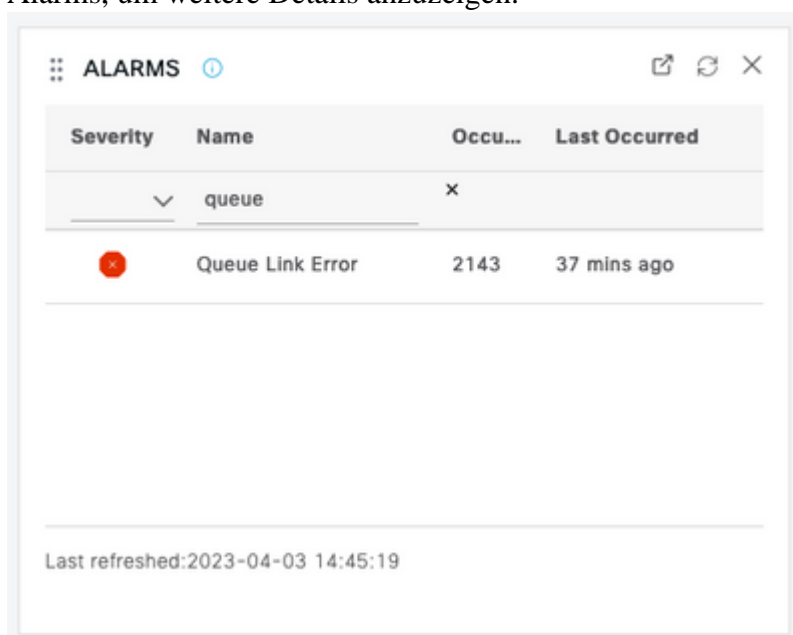 Alarms, um weitere Details anzuzeigen.
ALARMS
Severity Name Occu... Last Occurred
queue ×
Queue Link Error 2143 37 mins ago
Last refreshed:2023-04-03 14:45:19